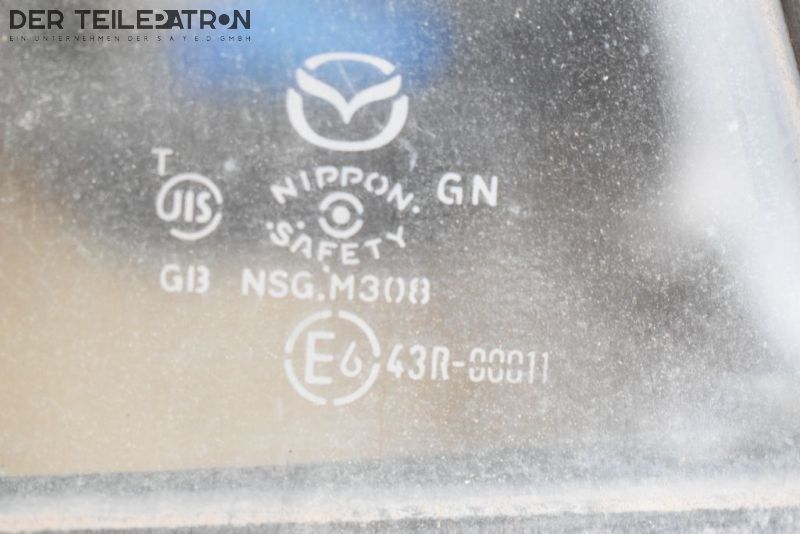 DER TEILEPATRON
EIN UNTERNEHMEN DER S A Y E D GMBH
T
JIS
NIPPON.
SAFETY
GN
GB NSG.M308
E6 43R-00011